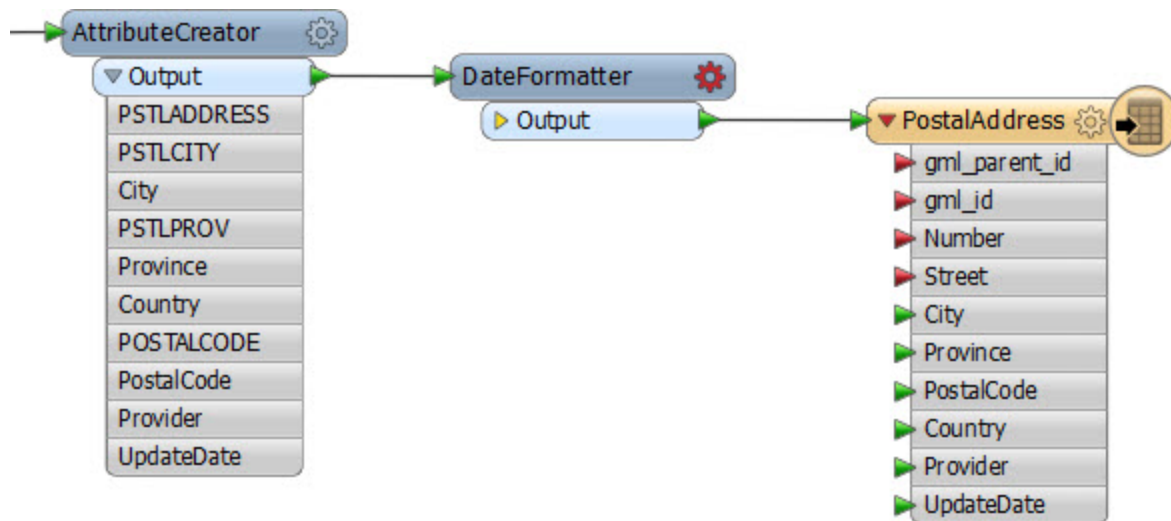 AttributeCreator
Output
PSTLADDRESS
PSTLCITY
City
PSTLPROV
Province
Country
POSTALCODE
PostalCode
Provider
UpdateDate
DateFormatter
Output
PostalAddress
gml_parent_id
gml_id
Number
Street
City
Province
PostalCode
Country
Provider
UpdateDate